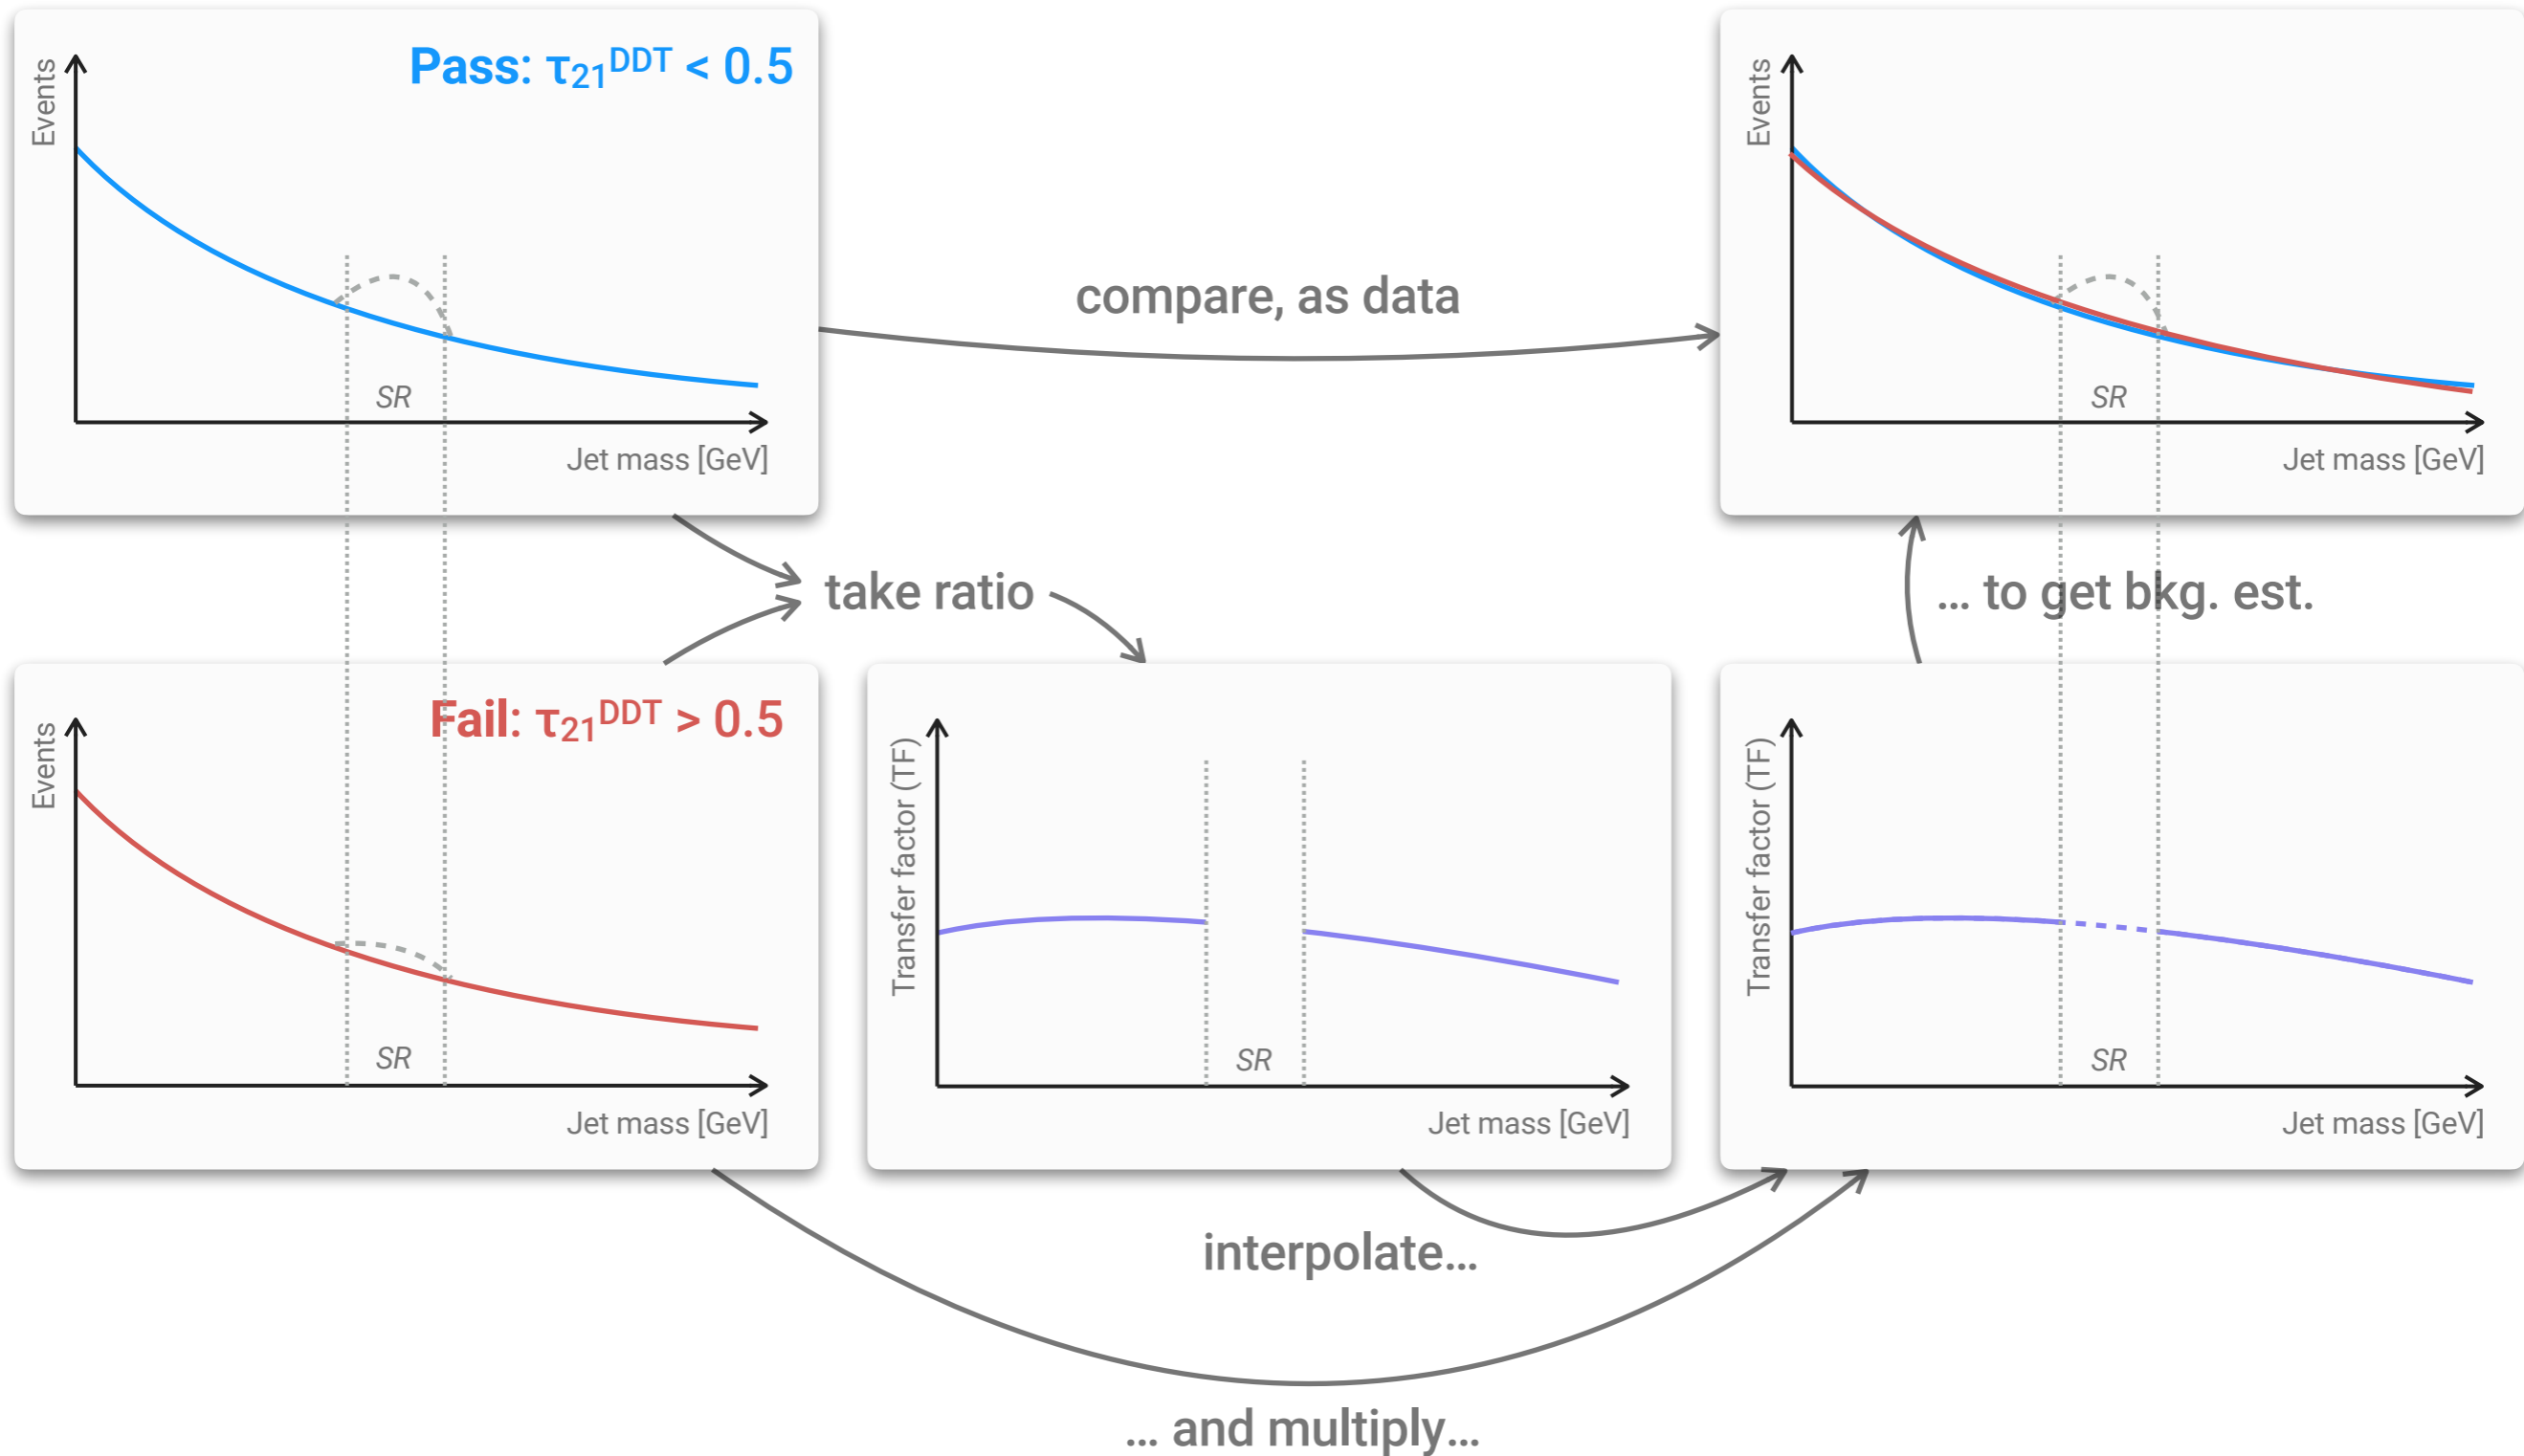 Pass: τ₂₁ᴰᴰᵀ < 0.5
Events
SR
Jet mass [GeV]
compare, as data
Events
SR
Jet mass [GeV]
take ratio
... to get bkg. est.
Fail: τ₂₁ᴰᴰᵀ > 0.5
Events
SR
Jet mass [GeV]
Transfer factor (TF)
SR
Jet mass [GeV]
Transfer factor (TF)
SR
Jet mass [GeV]
interpolate...
... and multiply...